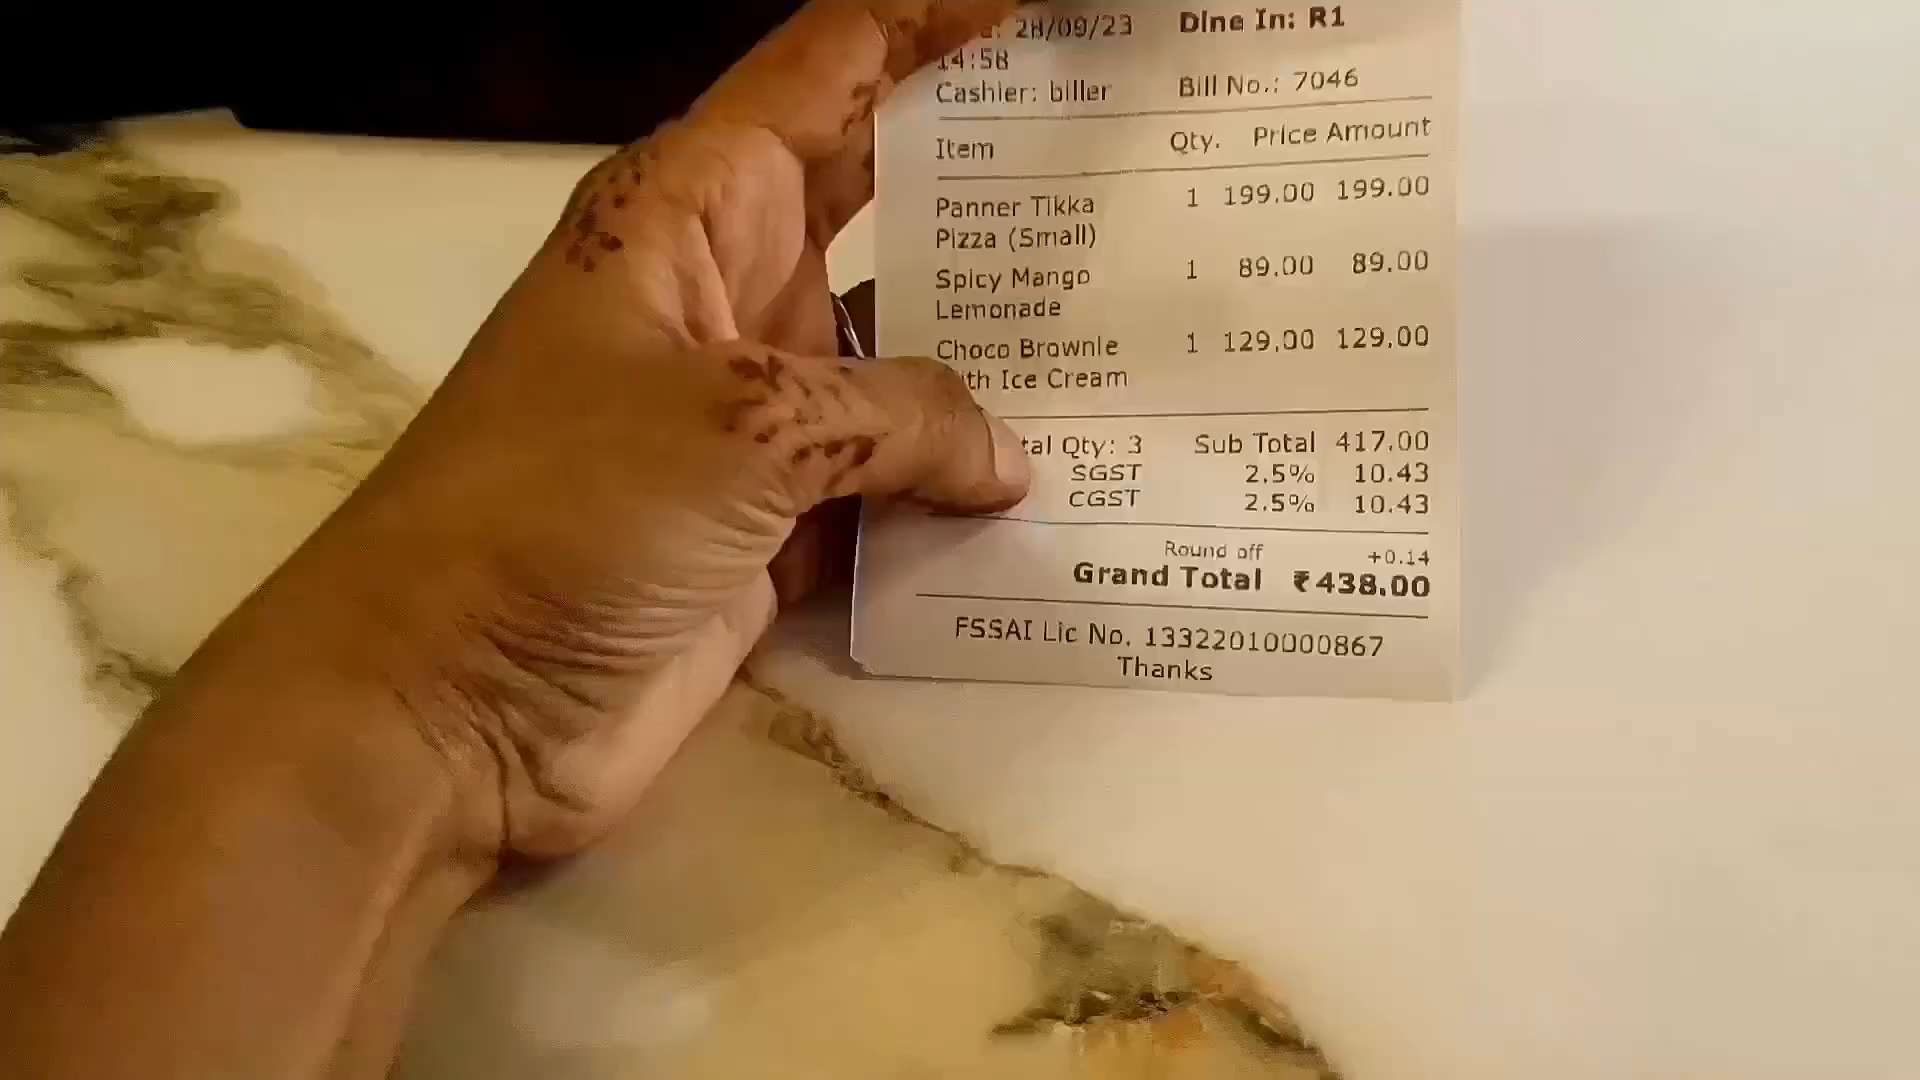 28/09/23 Dine In: R1
14:58
Cashier: biller Bill No.: 7046
Item Qty. Price Amount
Panner Tikka 1 199.00 199.00
Pizza (Small)
Spicy Mango 1 89.00 89.00
Lemonade
Choco Brownie 1 129.00 129.00
Ice Cream
Qty: 3 Sub Total 417.00
SGST 2.5% 10.43
CGST 2.5% 10.43
Round off +0.14
Grand Total ₹438.00
FSSAI Lic No. 13322010000867
Thanks